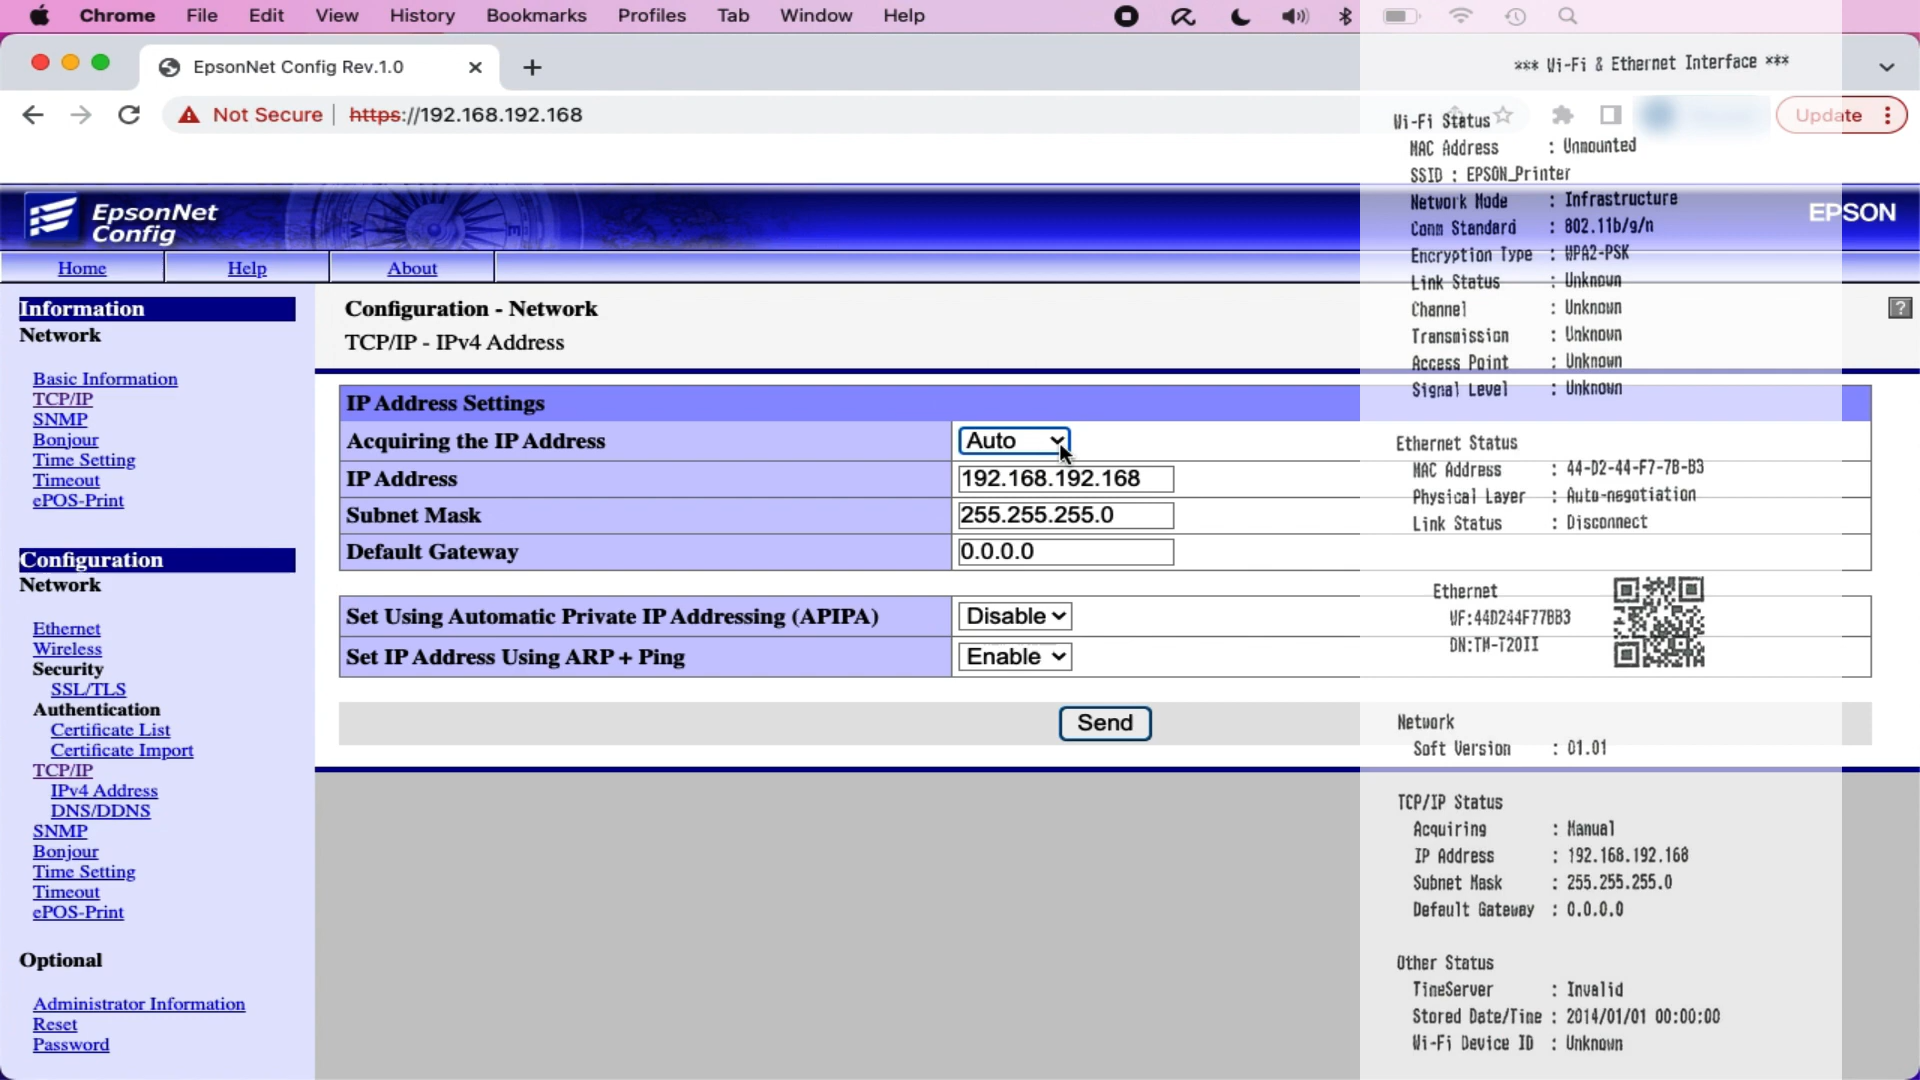 Chrome File Edit View History Bookmarks Profiles Tab Window Help
EpsonNet Config Rev.1.0
Not Secure https://192.168.192.168
Update
EpsonNet
Config
EPSON
Home Help About
Information
Network
Basic Information
TCP/IP
SNMP
Bonjour
Time Setting
Timeout
ePOS-Print
Configuration
Network
Ethernet
Wireless
Security
SSL/TLS
Authentication
Certificate List
Certificate Import
TCP/IP
IPv4 Address
DNS/DDNS
SNMP
Bonjour
Time Setting
Timeout
ePOS-Print
Optional
Administrator Information
Reset
Password
Configuration - Network
TCP/IP - IPv4 Address
?
IP Address Settings
Acquiring the IP Address Auto
IP Address 192.168.192.168
Subnet Mask 255.255.255.0
Default Gateway 0.0.0.0
Set Using Automatic Private IP Addressing (APIPA) Disable
Set IP Address Using ARP + Ping Enable
Send
*** Wi-Fi & Ethernet Interface ***
Wi-Fi Status
MAC Address : Unmounted
SSID : EPSON_Printer
Network Mode : Infrastructure
Comm Standard : 802.11b/g/n
Encryption Type : WPA2-PSK
Link Status : Unknown
Channel : Unknown
Transmission : Unknown
Access Point : Unknown
Signal Level : Unknown
Ethernet Status
MAC Address : 44-D2-44-F7-7B-B3
Physical Layer : Auto-negotiation
Link Status : Disconnect
Ethernet
WF:44D244F77BB3
DN:TM-T20II
Network
Soft Version : 01.01
TCP/IP Status
Acquiring : Manual
IP Address : 192.168.192.168
Subnet Mask : 255.255.255.0
Default Gateway : 0.0.0.0
Other Status
TimeServer : Invalid
Stored Date/Time : 2014/01/01 00:00:00
Wi-Fi Device ID : Unknown